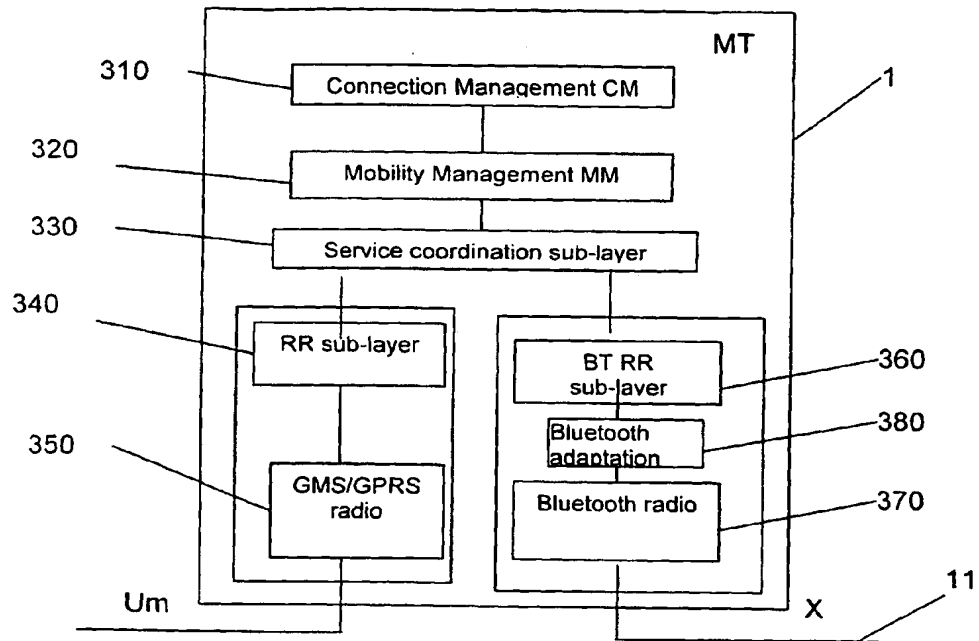 MT
310
Connection Management CM
1
320
Mobility Management MM
330
Service coordination sub-layer
340
RR sub-layer
BT RR
sub-layer
360
Bluetooth
adaptation
380
350
GMS/GPRS
radio
Bluetooth radio
370
Um
X
11